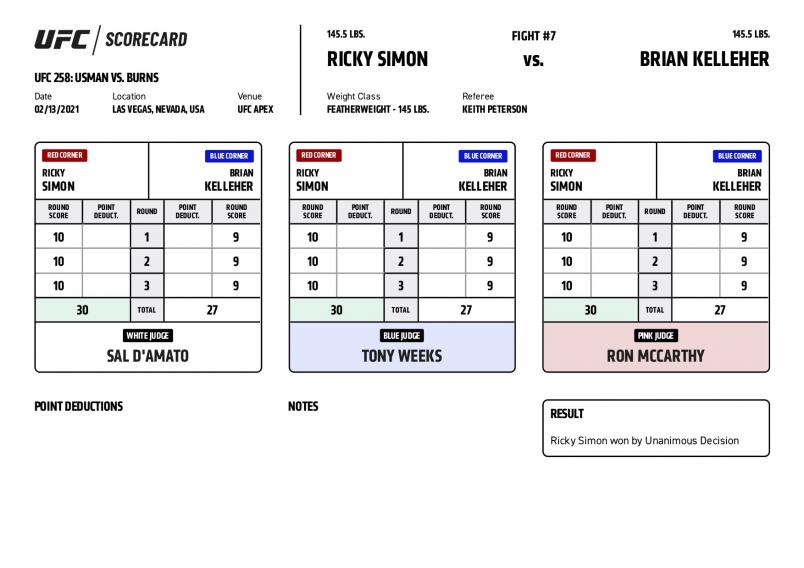 UFC / SCORECARD
UFC 258: USMAN VS. BURNS
Date Location Venue
02/13/2021 LAS VEGAS, NEVADA, USA UFC APEX
145.5 LBS. FIGHT #7 145.5 LBS.
RICKY SIMON vs. BRIAN KELLEHER
Weight Class Referee
FEATHERWEIGHT - 145 LBS. KEITH PETERSON
RED CORNER BLUE CORNER
RICKY BRIAN
SIMON KELLEHER
ROUND POINT ROUND POINT ROUND
SCORE DEDUCT. DEDUCT. SCORE
10 1 9
10 2 9
10 3 9
30 TOTAL 27
WHITE JUDGE
SAL D'AMATO
RED CORNER BLUE CORNER
RICKY BRIAN
SIMON KELLEHER
ROUND POINT ROUND POINT ROUND
SCORE DEDUCT. DEDUCT. SCORE
10 1 9
10 2 9
10 3 9
30 TOTAL 27
BLUE JUDGE
TONY WEEKS
RED CORNER BLUE CORNER
RICKY BRIAN
SIMON KELLEHER
ROUND POINT ROUND POINT ROUND
SCORE DEDUCT. DEDUCT. SCORE
10 1 9
10 2 9
10 3 9
30 TOTAL 27
PINK JUDGE
RON MCCARTHY
POINT DEDUCTIONS
NOTES
RESULT
Ricky Simon won by Unanimous Decision